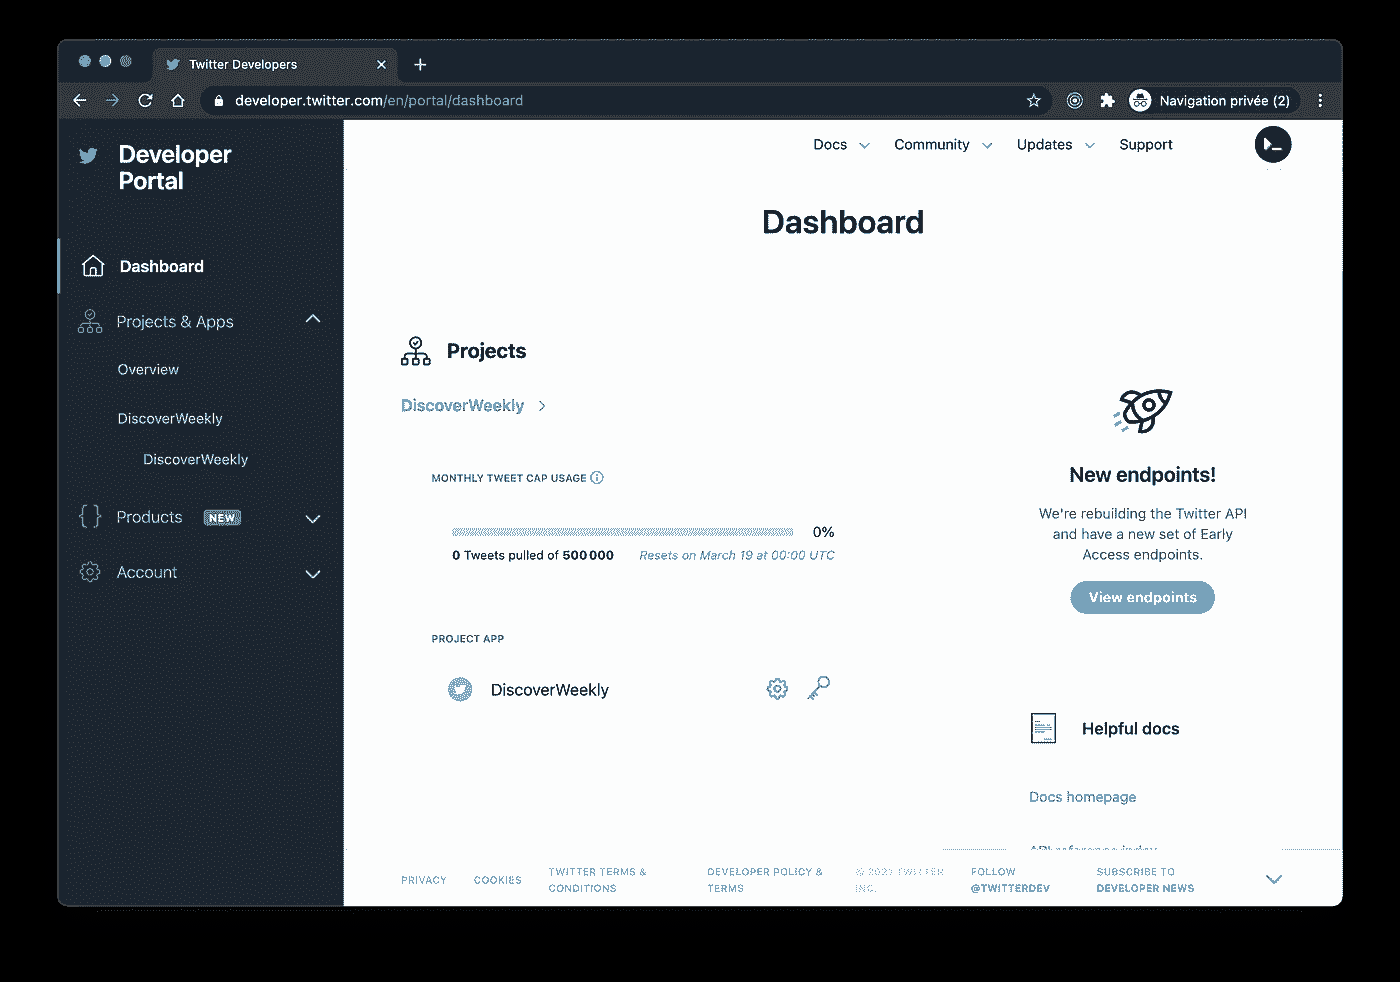 Twitter Developers
developer.twitter.com/en/portal/dashboard
Navigation privée (2)
Developer
Portal
Dashboard
Projects & Apps
Overview
DiscoverWeekly
DiscoverWeekly
Products NEW
Account
Docs Community Updates Support
Dashboard
Projects
DiscoverWeekly
MONTHLY TWEET CAP USAGE
0%
0 Tweets pulled of 500 000 Resets on March 19 at 00:00 UTC
PROJECT APP
DiscoverWeekly
New endpoints!
We're rebuilding the Twitter API
and have a new set of Early
Access endpoints.
View endpoints
Helpful docs
Docs homepage
PRIVACY
COOKIES
TWITTER TERMS &
CONDITIONS
DEVELOPER POLICY &
TERMS
TWITTER
INC.
FOLLOW
@TWITTERDEV
SUBSCRIBE TO
DEVELOPER NEWS